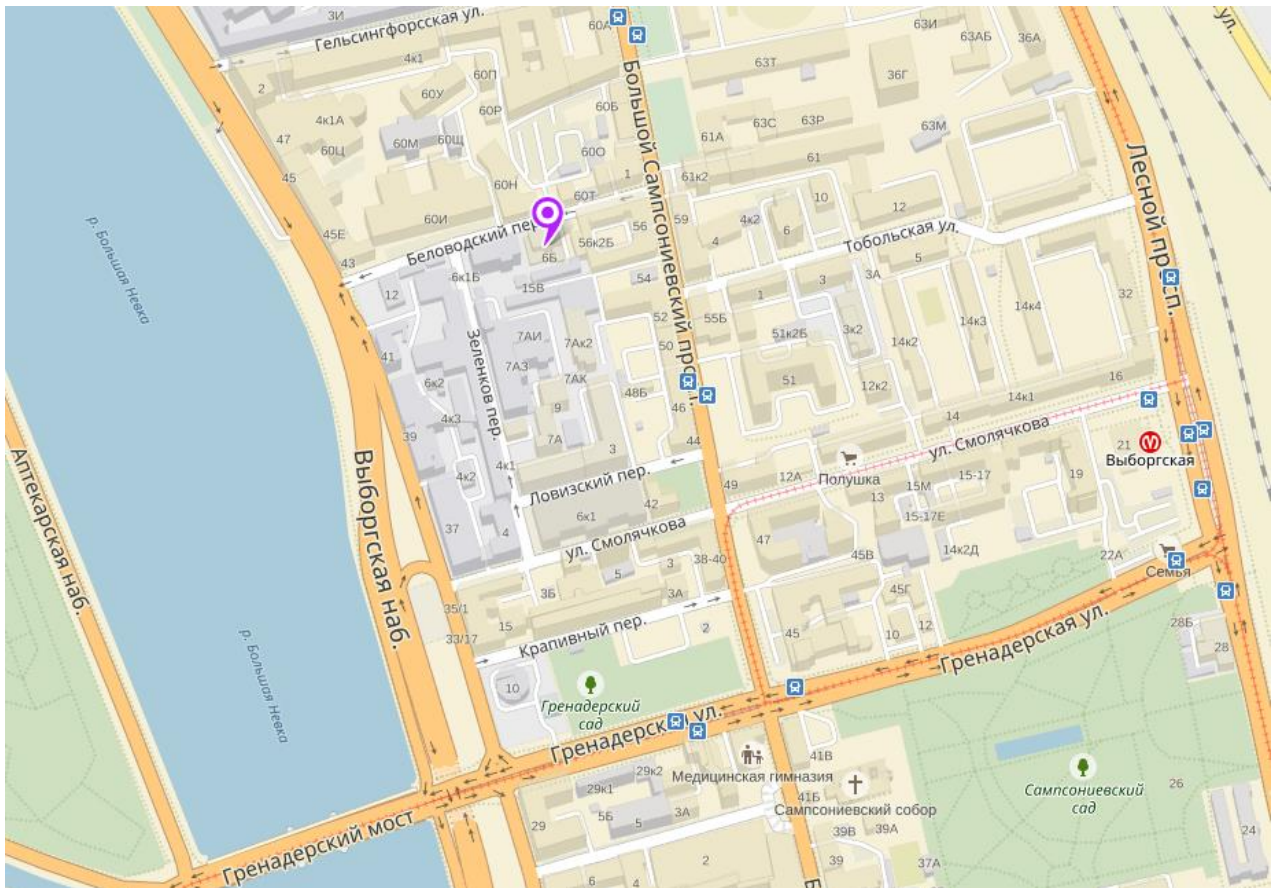 3И
60А
63И
63АБ
36А
ул.
Гельсингфорсская ул.
4к1
60П
63Т
36Г
2
60У
60Р
60Б
4к1А
47
60Ц
60М
60Щ
60О
61А
63С
63Р
63М
Большой Сампсониевский просп.
Лесной просп.
45
60Н
1
61
61к2
60Т
60И
р. Большая Невка
45Е
43
Беловодский пер.
56к2Б
56
59
4
4к2
6
10
12
Тобольская ул.
6Б
6к1Б
12
15В
54
3
3А
5
1
14к4
32
52
55Б
51к2Б
3к2
14к3
14к2
Зеленков пер.
7АИ
7Ак2
50
41
7А3
7АК
51
6к2
48Б
12к2
16
46
14к1
9
14
4к3
39
7А
44
ул. Смолячкова
21
Выборгская
Аптекарская наб.
Выборгская наб.
3
Полушка
4к1
Ловизский пер.
12А
15М
15-17
19
4к2
49
13
42
6к1
15-17Е
37
4
ул. Смолячкова
47
14к2Д
38-40
45В
22А
Семья
5
3
3Б
3А
45Г
35/1
33/17
15
Крапивный пер.
2
45
10
12
28Б
28
Гренадерская ул.
р. Большая Невка
10
Гренадерский
сад
Гренадерская ул.
41В
29к2
Медицинская гимназия
29к1
Сампсониевский
сад
26
41Б
Сампсониевский собор
5Б
3А
29
5
39В
39А
24
Гренадерский мост
2
39
37А
6
4